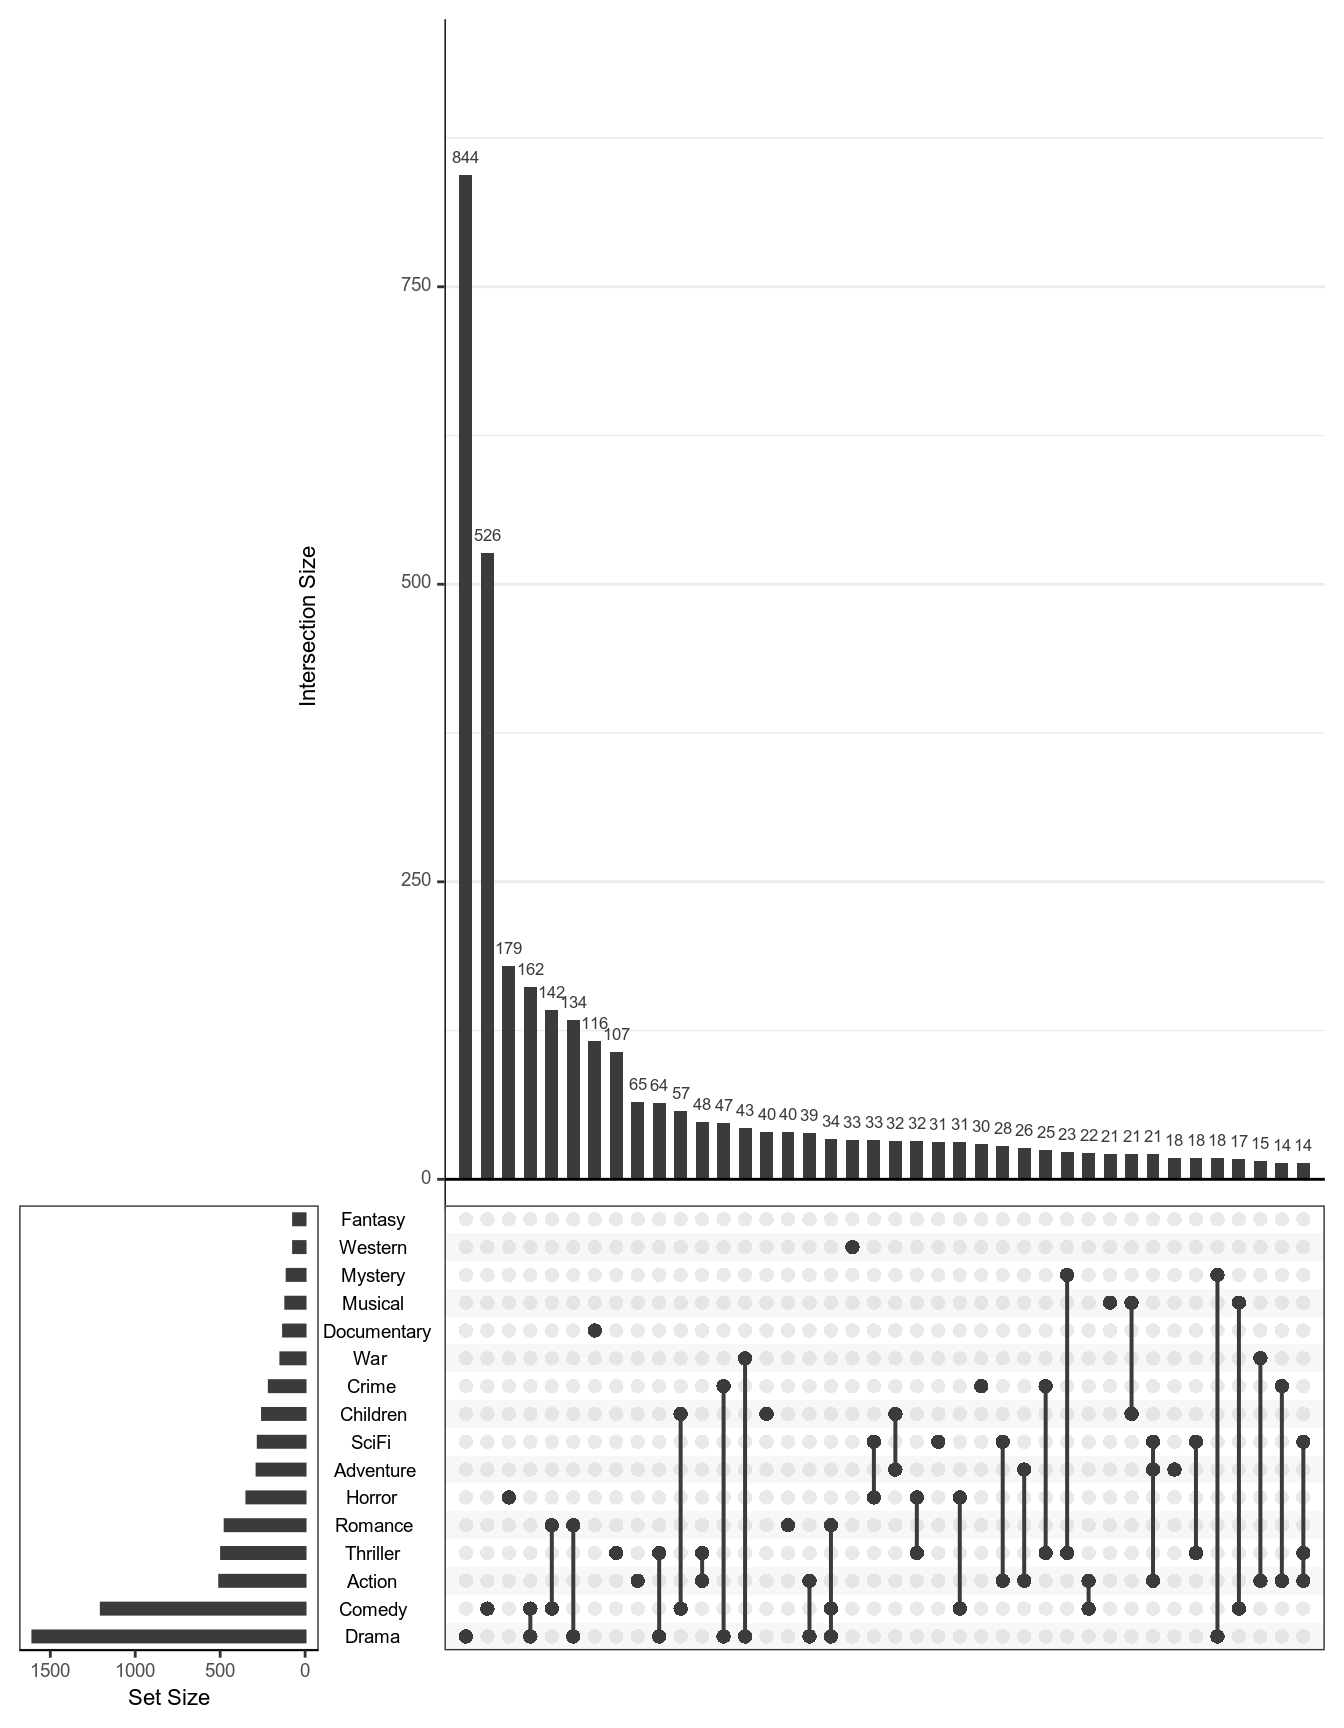 844
750
526
500
Intersection Size
250
179
162
142
134
116
107
65 64 57 48 47 43 40 40 39 34 33 33 32 32 31 31 30 28 26 25 23 22 21 21 21 18 18 18 17 15 14 14
0
Fantasy
Western
Mystery
Musical
Documentary
War
Crime
Children
SciFi
Adventure
Horror
Romance
Thriller
Action
Comedy
Drama
1500 1000 500 0
Set Size